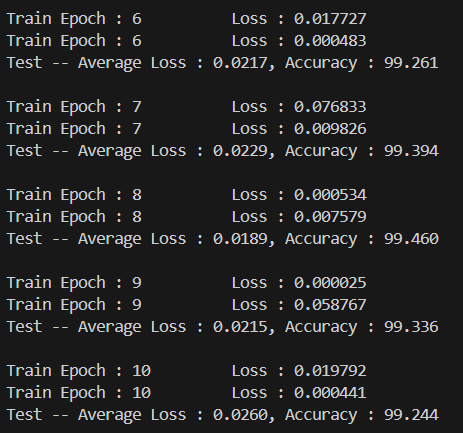 Train Epoch : 6 Loss : 0.017727
Train Epoch : 6 Loss : 0.000483
Test -- Average Loss : 0.0217, Accuracy : 99.261
Train Epoch : 7 Loss : 0.076833
Train Epoch : 7 Loss : 0.009826
Test -- Average Loss : 0.0229, Accuracy : 99.394
Train Epoch : 8 Loss : 0.000534
Train Epoch : 8 Loss : 0.007579
Test -- Average Loss : 0.0189, Accuracy : 99.460
Train Epoch : 9 Loss : 0.000025
Train Epoch : 9 Loss : 0.058767
Test -- Average Loss : 0.0215, Accuracy : 99.336
Train Epoch : 10 Loss : 0.019792
Train Epoch : 10 Loss : 0.000441
Test -- Average Loss : 0.0260, Accuracy : 99.244